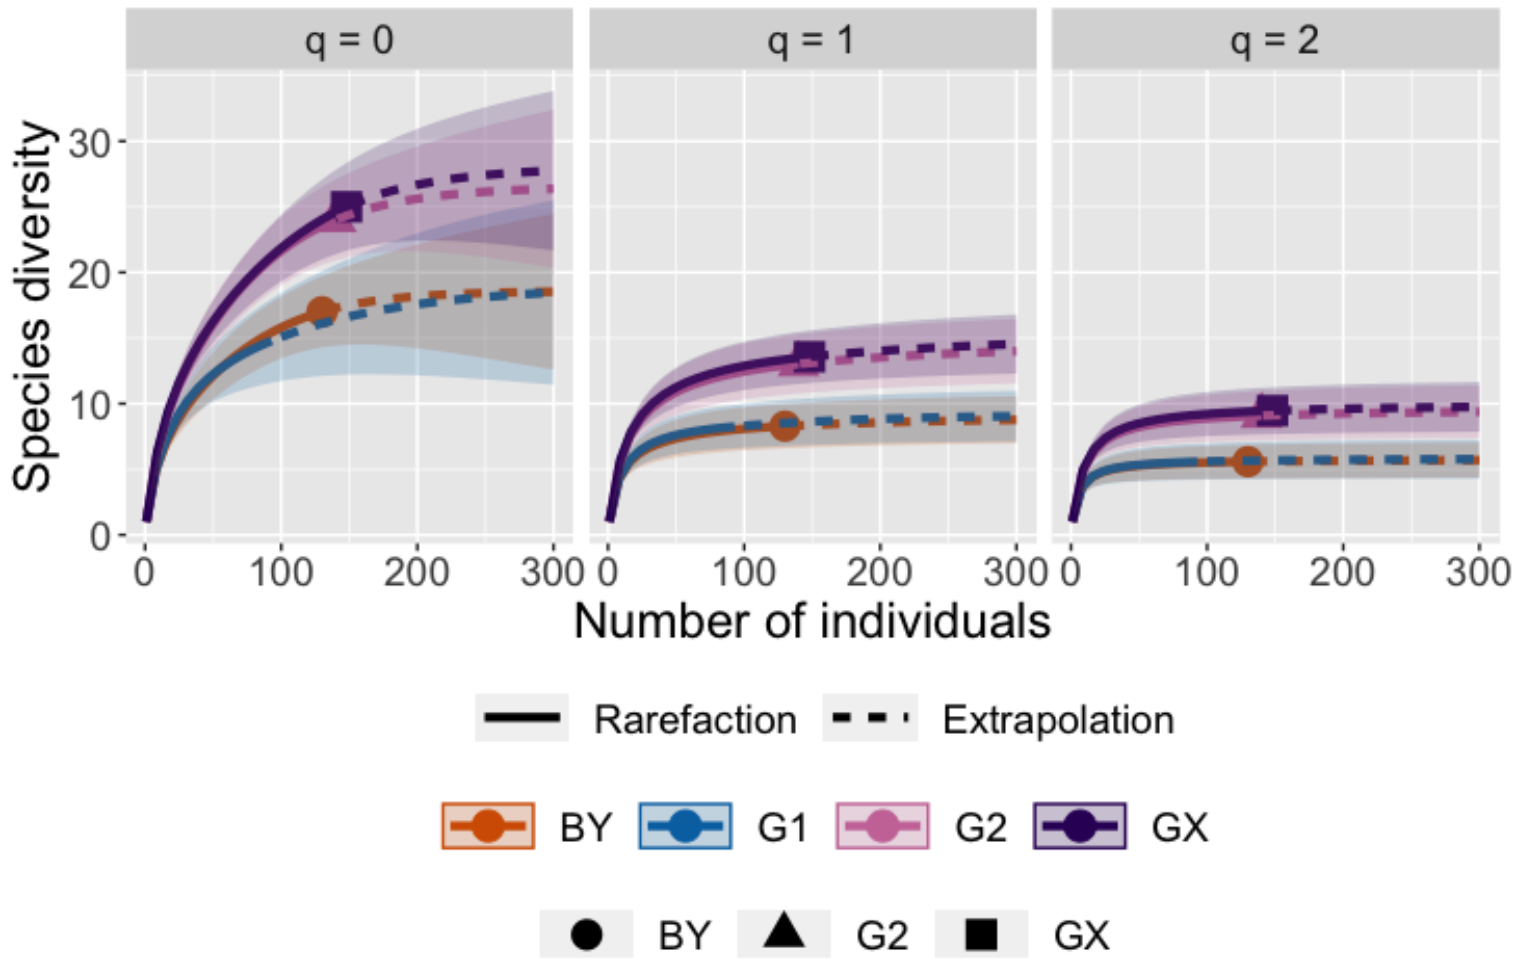 q = 0 q = 1 q = 2
Species diversity
30
20
10
0
0 100 200 300 0 100 200 300 0 100 200 300
Number of individuals
Rarefaction Extrapolation
BY G1 G2 GX
BY G2 GX